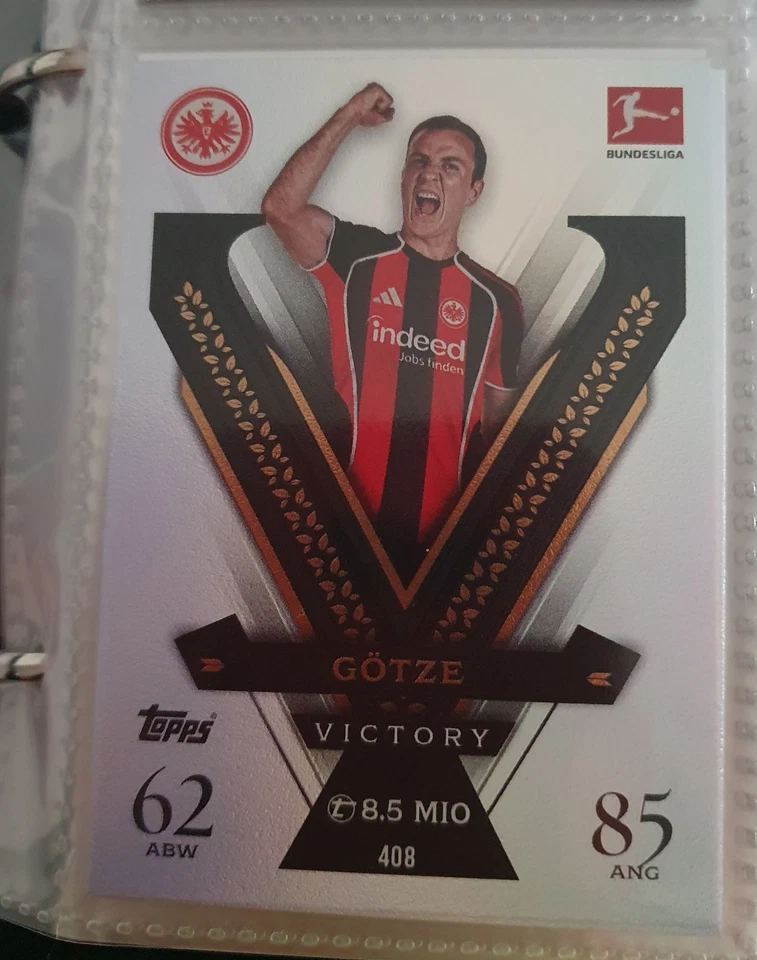 BUNDESLIGA
indeed
Jobs finden
GÖTZE
VICTORY
topps
62
ABW
8.5 MIO
408
85
ANG